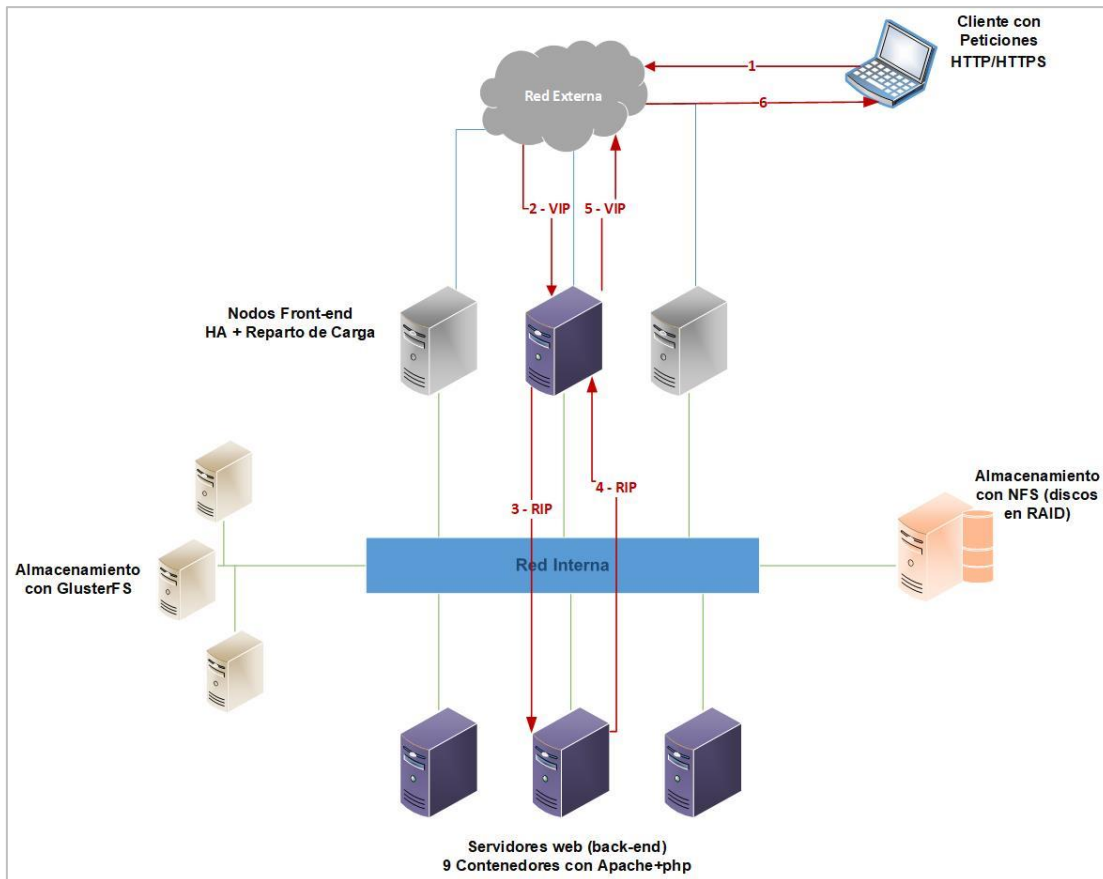 Cliente con
Peticiones
HTTP/HTTPS
1
Red Externa
6
2 - VIP
5 - VIP
Nodos Front-end
HA + Reparto de Carga
4 - RIP
3 - RIP
Almacenamiento
con NFS (discos
en RAID)
Red Interna
Almacenamiento
con GlusterFS
Servidores web (back-end)
9 Contenedores con Apache+php